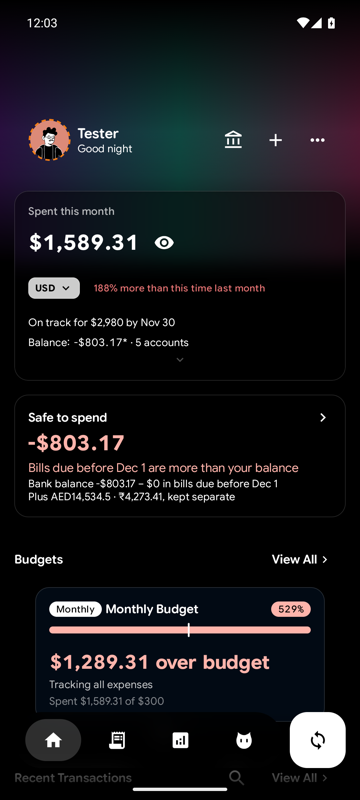 12:03
Tester
Good night
Spent this month
$1,589.31
USD
188% more than this time last month
On track for $2,980 by Nov 30
Balance: -$803.17* · 5 accounts
Safe to spend
-$803.17
Bills due before Dec 1 are more than your balance
Bank balance -$803.17 – $0 in bills due before Dec 1
Plus AED14,534.5 · ₹4,273.41, kept separate
Budgets
View All
Monthly
Monthly Budget
529%
$1,289.31 over budget
Tracking all expenses
Spent $1,589.31 of $300
Recent Transactions
View All